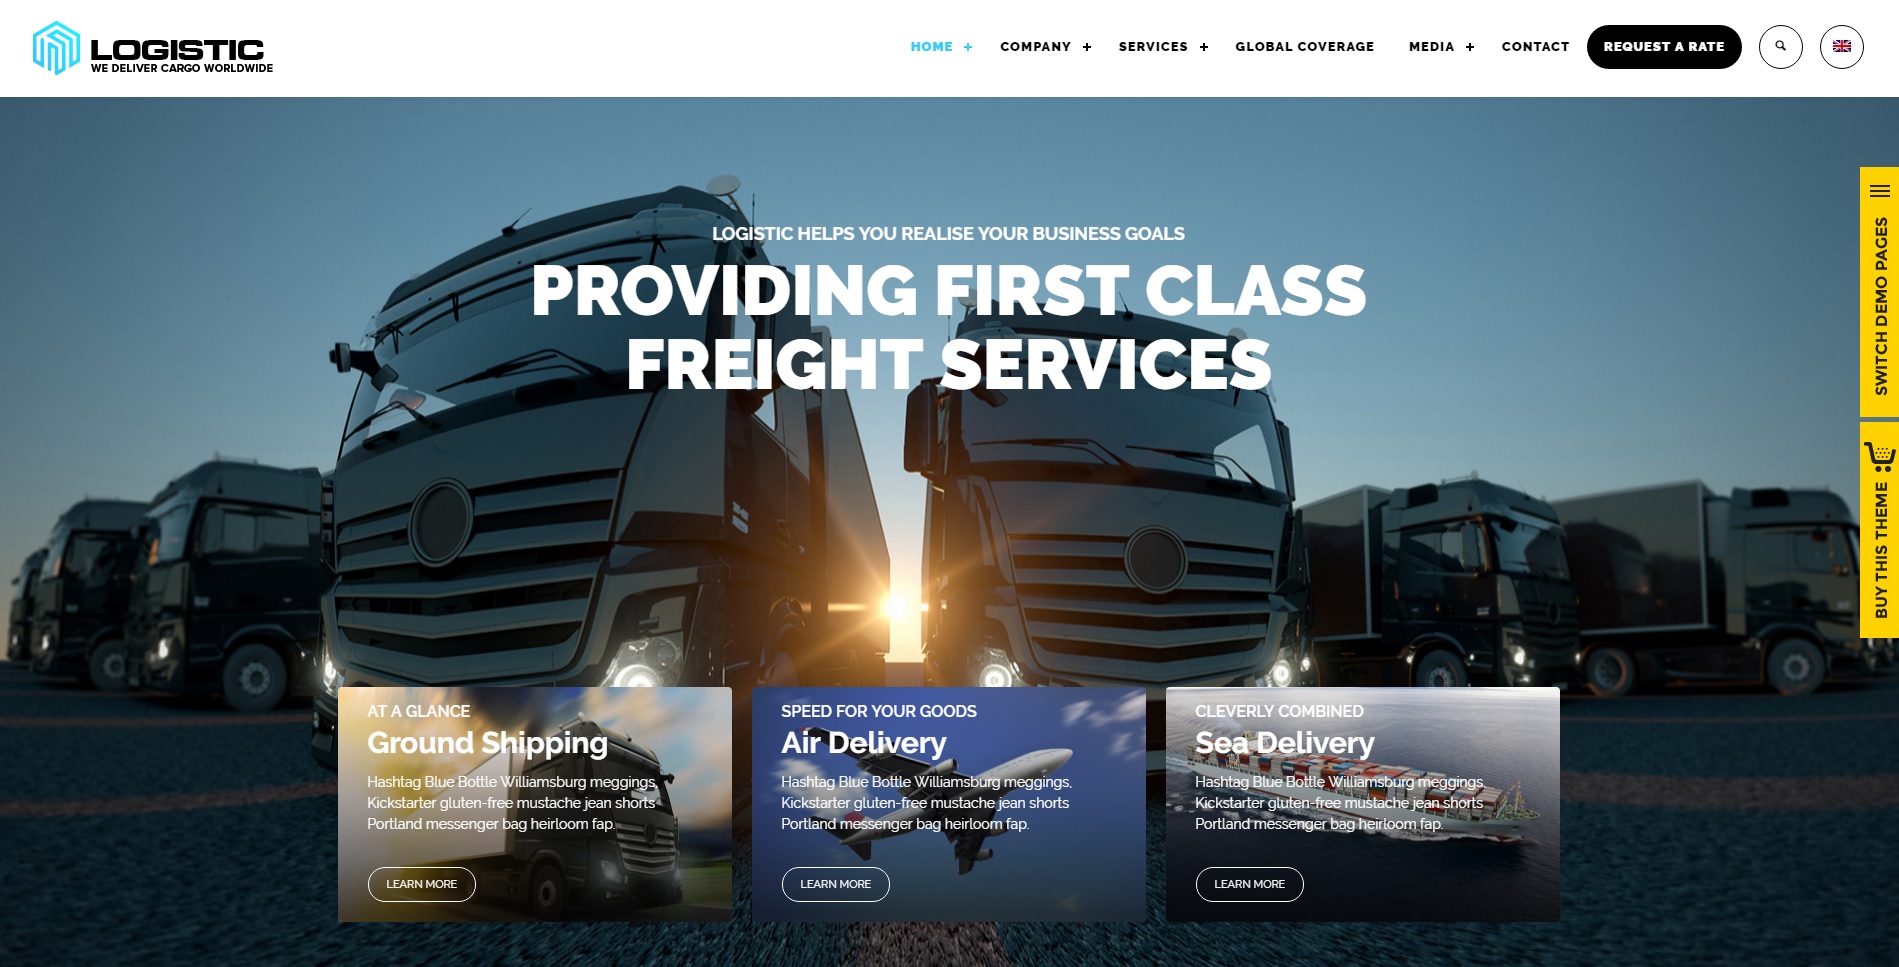 LOGISTIC
WE DELIVER CARGO WORLDWIDE
HOME
COMPANY
SERVICES
GLOBAL COVERAGE
MEDIA
CONTACT
REQUEST A RATE
SWITCH DEMO PAGES
BUY THIS THEME
LOGISTIC HELPS YOU REALISE YOUR BUSINESS GOALS
PROVIDING FIRST CLASS
FREIGHT SERVICES
AT A GLANCE
Ground Shipping
Hashtag Blue Bottle Williamsburg meggings,
Kickstarter gluten-free mustache jean shorts
Portland messenger bag heirloom fap.
LEARN MORE
SPEED FOR YOUR GOODS
Air Delivery
Hashtag Blue Bottle Williamsburg meggings,
Kickstarter gluten-free mustache jean shorts
Portland messenger bag heirloom fap.
LEARN MORE
CLEVERLY COMBINED
Sea Delivery
Hashtag Blue Bottle Williamsburg meggings,
Kickstarter gluten-free mustache jean shorts
Portland messenger bag heirloom fap.
LEARN MORE